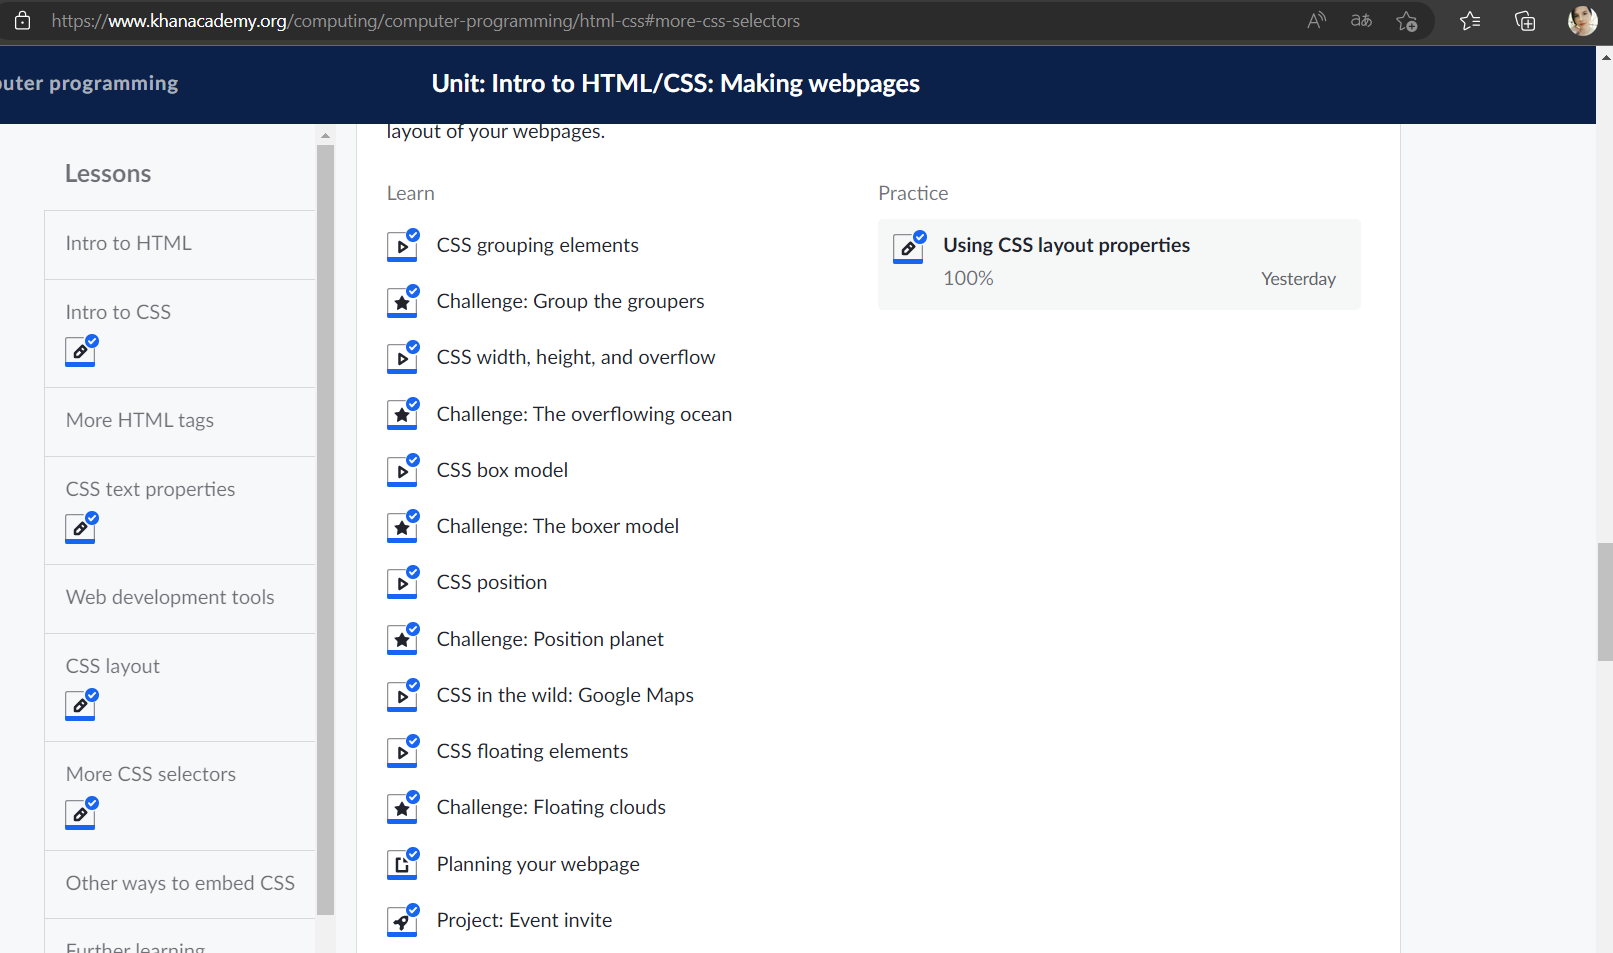 https://www.khanacademy.org/computing/computer-programming/html-css#more-css-selectors
uter programming
Unit: Intro to HTML/CSS: Making webpages
layout of your webpages.
Lessons
Intro to HTML
Intro to CSS
More HTML tags
CSS text properties
Web development tools
CSS layout
More CSS selectors
Other ways to embed CSS
Further learning
Learn
CSS grouping elements
Challenge: Group the groupers
CSS width, height, and overflow
Challenge: The overflowing ocean
CSS box model
Challenge: The boxer model
CSS position
Challenge: Position planet
CSS in the wild: Google Maps
CSS floating elements
Challenge: Floating clouds
Planning your webpage
Project: Event invite
Practice
Using CSS layout properties
100%
Yesterday